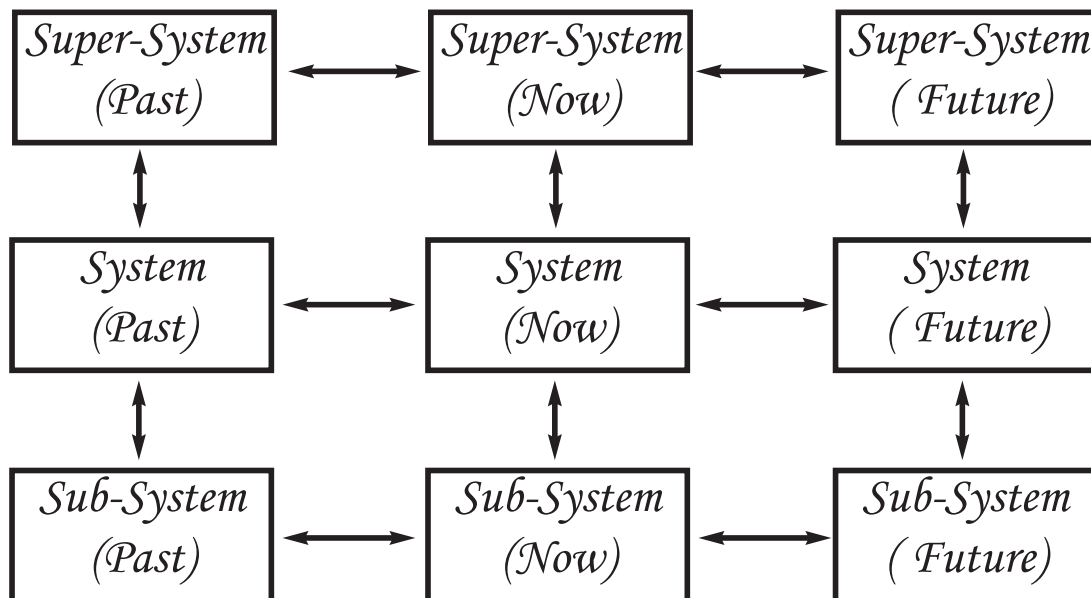 Super-System
(Past)
Super-System
(Now)
Super-System
( Future)
System
(Past)
System
(Now)
System
( Future)
Sub-System
(Past)
Sub-System
(Now)
Sub-System
( Future)